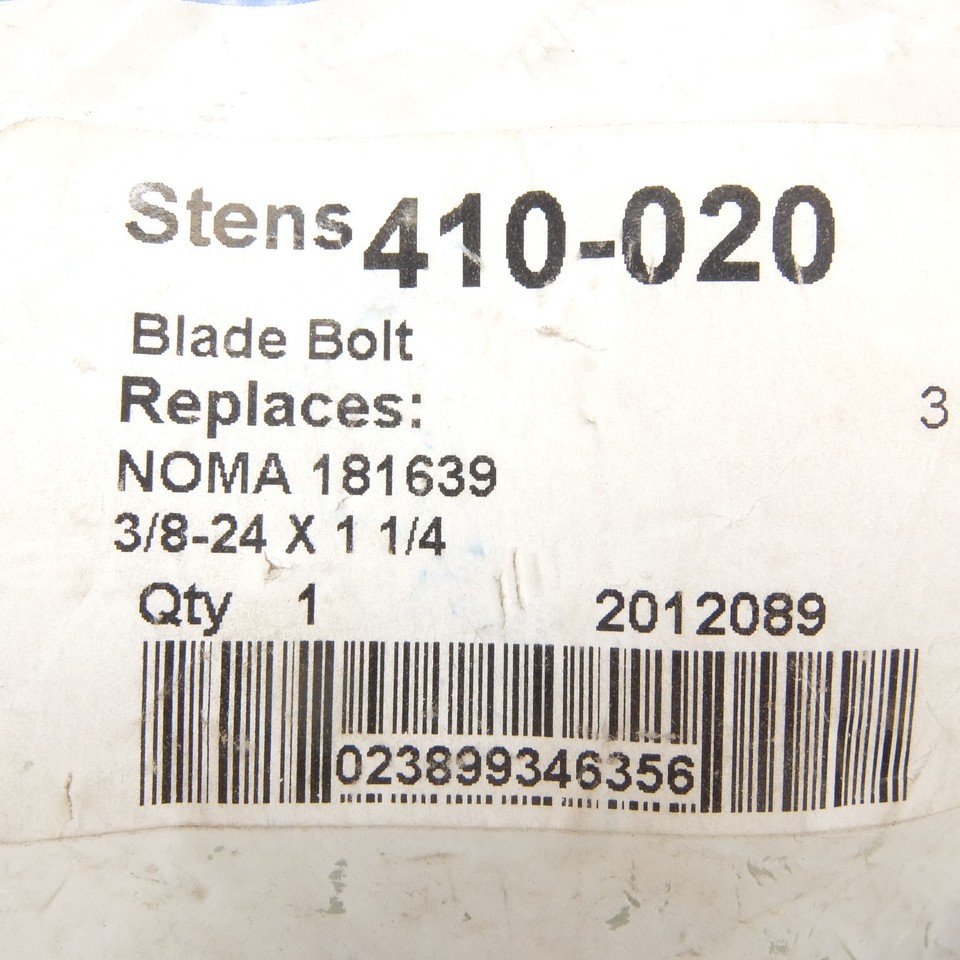 Stens 410-020
Blade Bolt
Replaces:
3
NOMA 181639
3/8-24 X 1 1/4
Qty 1 2012089
023899346356